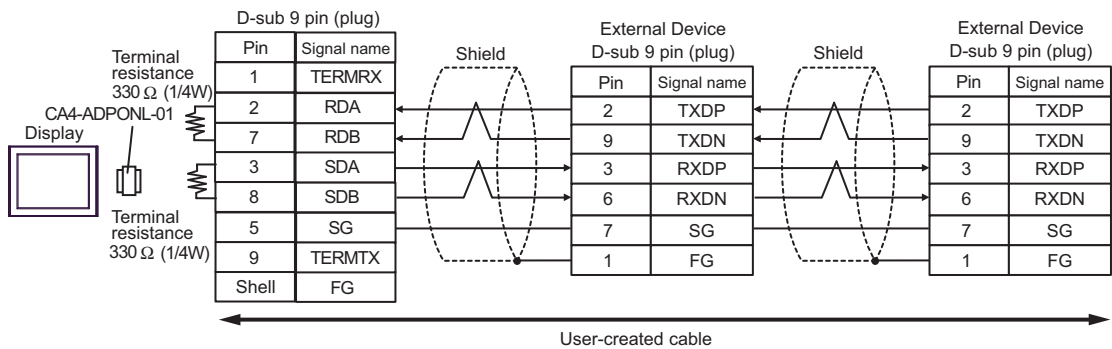 D-sub 9 pin (plug)
Pin Signal name
1 TERMRX
2 RDA
7 RDB
3 SDA
8 SDB
5 SG
9 TERMTX
Shell FG
Terminal
resistance
330 Ω (1/4W)
CA4-ADPONL-01
Display
Terminal
resistance
330 Ω (1/4W)
Shield
External Device
D-sub 9 pin (plug)
Pin Signal name
2 TXDP
9 TXDN
3 RXDP
6 RXDN
7 SG
1 FG
Shield
External Device
D-sub 9 pin (plug)
Pin Signal name
2 TXDP
9 TXDN
3 RXDP
6 RXDN
7 SG
1 FG
User-created cable